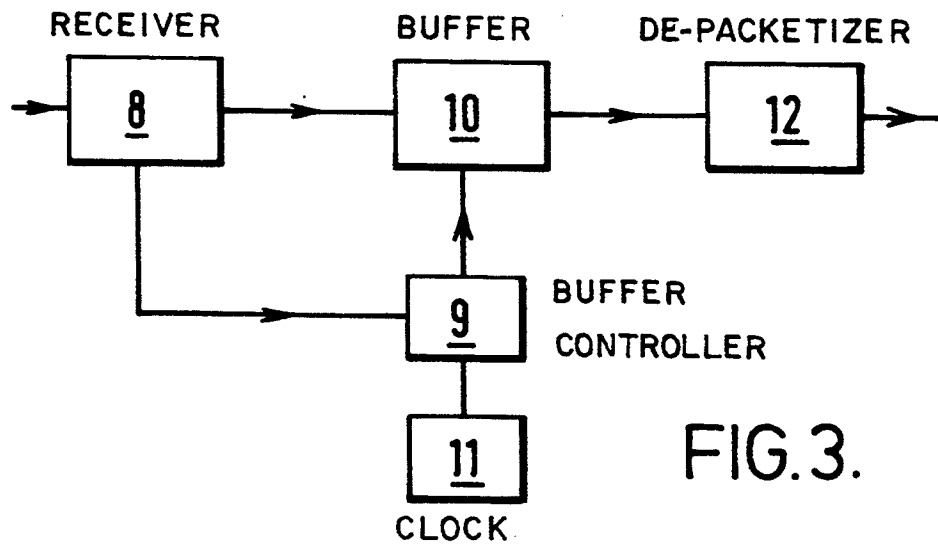 RECEIVER
BUFFER
DE-PACKETIZER
8
10
12
9
BUFFER
CONTROLLER
11
CLOCK
FIG.3.